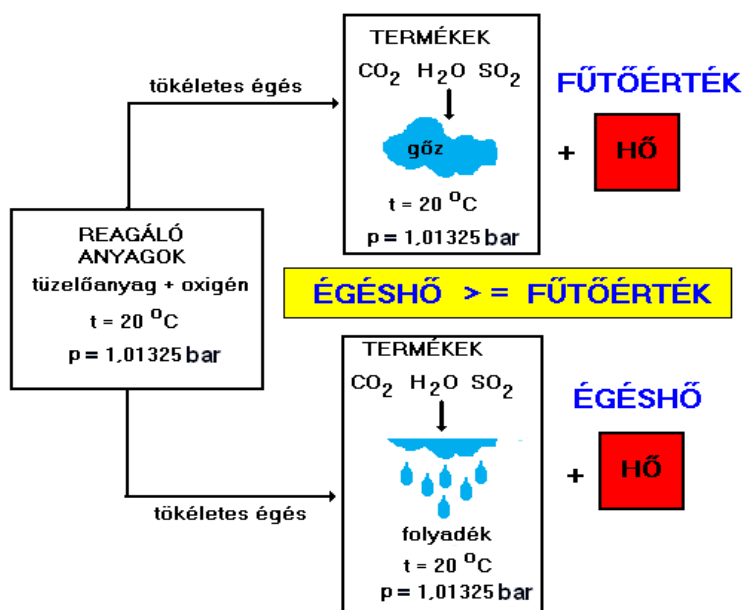 TERMÉKEK
CO2 H2O SO2
gőz
t = 20 °C
p = 1,01325 bar
FŰTŐÉRTÉK
+ HŐ
tökéletes égés
REAGÁLÓ
ANYAGOK
tüzelőanyag + oxigén
t = 20 °C
p = 1,01325 bar
ÉGÉSHŐ > = FŰTŐÉRTÉK
TERMÉKEK
CO2 H2O SO2
folyadék
t = 20 °C
p = 1,01325 bar
ÉGÉSHŐ
+ HŐ
tökéletes égés